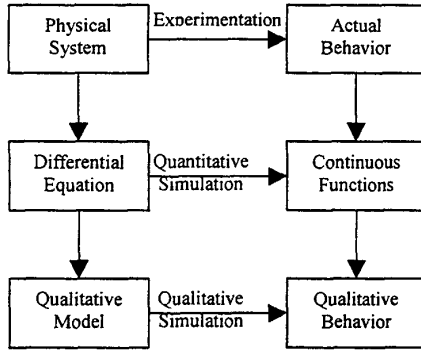 Physical
System
Experimentation
Actual
Behavior
Differential
Equation
Quantitative
Simulation
Continuous
Functions
Qualitative
Model
Qualitative
Simulation
Qualitative
Behavior